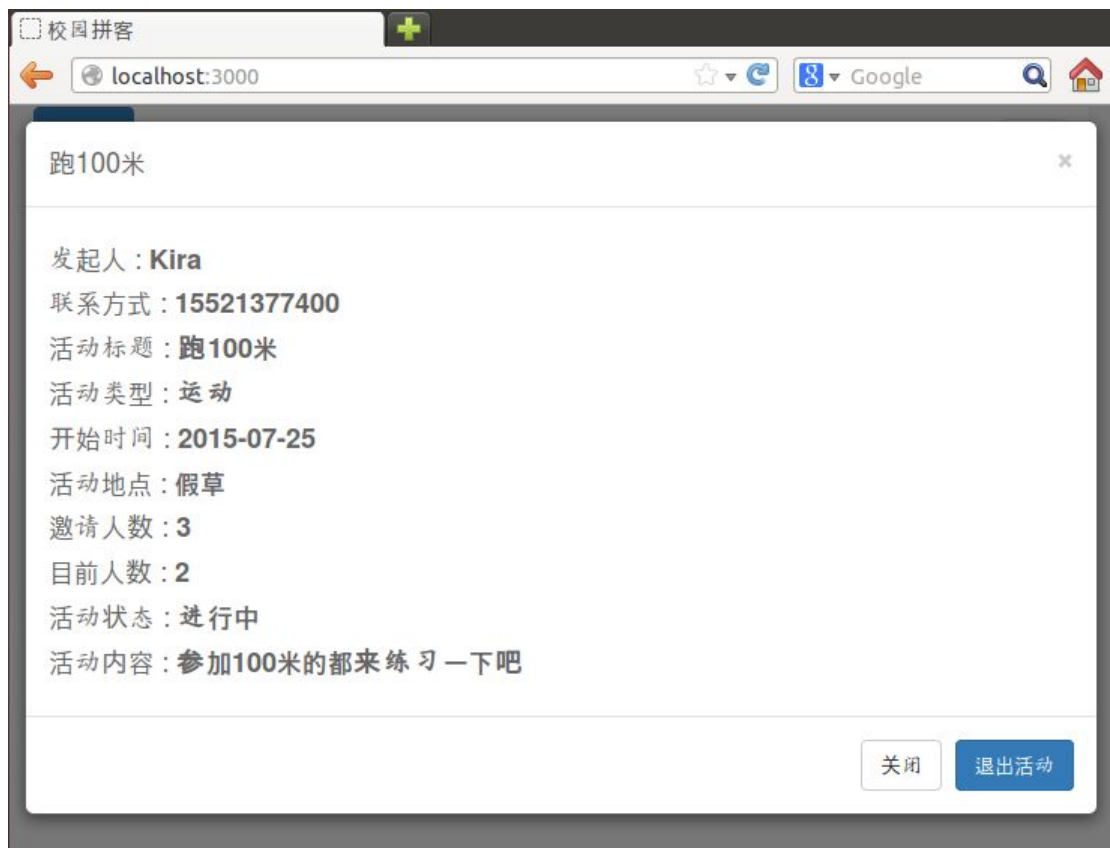 校园拼客
localhost:3000
8 Google
跑100米 ×
发起人 : Kira
联系方式 : 15521377400
活动标题 : 跑100米
活动类型 : 运动
开始时间 : 2015-07-25
活动地点 : 假草
邀请人数 : 3
目前人数 : 2
活动状态 : 进行中
活动内容 : 参加100米的都来练习一下吧
关闭 退出活动